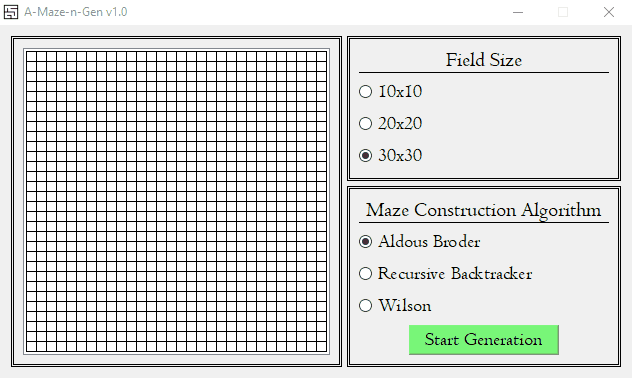 A-Maze-n-Gen v1.0
Field Size
10x10
20x20
30x30
Maze Construction Algorithm
Aldous Broder
Recursive Backtracker
Wilson
Start Generation